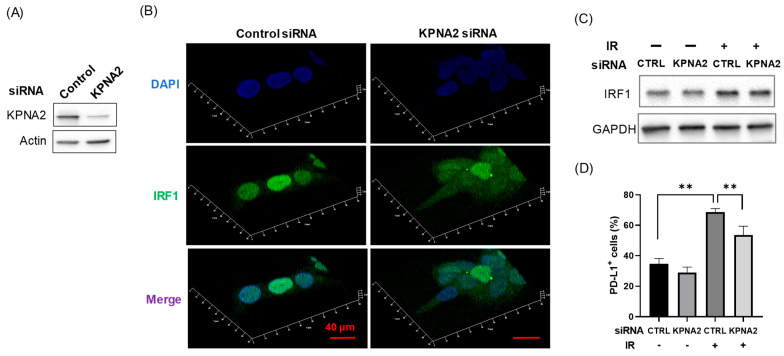 (A)
siRNA Control KPNA2
KPNA2
Actin
(B)
Control siRNA KPNA2 siRNA
DAPI
IRF1
Merge
40 μm
(C)
IR – – + +
siRNA CTRL KPNA2 CTRL KPNA2
IRF1
GAPDH
(D)
** **
PD-L1+ cells (%)
80
60
40
20
0
siRNA CTRL KPNA2 CTRL KPNA2
IR - - + +